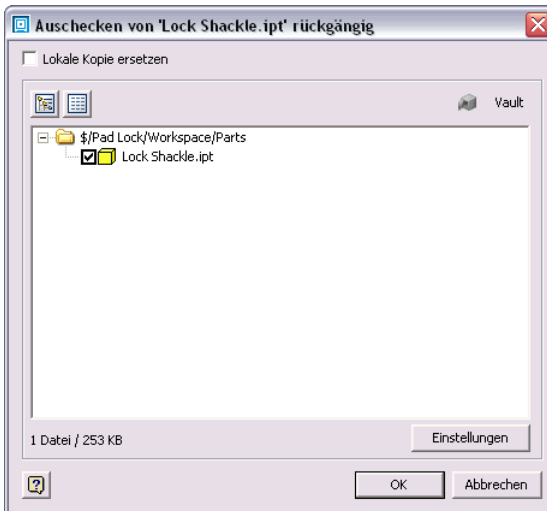 Auschecken von 'Lock Shackle.ipt' rückgängig
Lokale Kopie ersetzen
Vault
$/Pad Lock/Workspace/Parts
Lock Shackle.ipt
1 Datei / 253 KB
Einstellungen
OK
Abbrechen